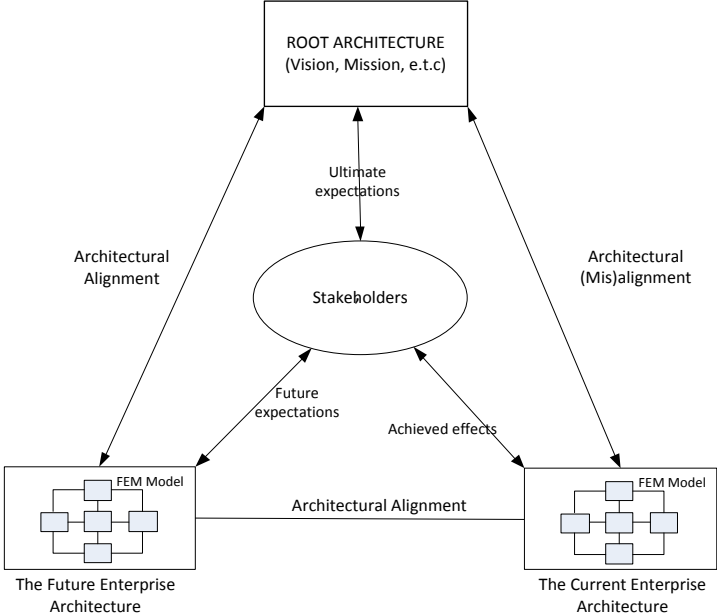 ROOT ARCHITECTURE
(Vision, Mission, e.t.c)
Ultimate
expectations
Architectural
Alignment
Architectural
(Mis)alignment
Stakeholders
Future
expectations
Achieved effects
FEM Model
Architectural Alignment
FEM Model
The Future Enterprise
Architecture
The Current Enterprise
Architecture